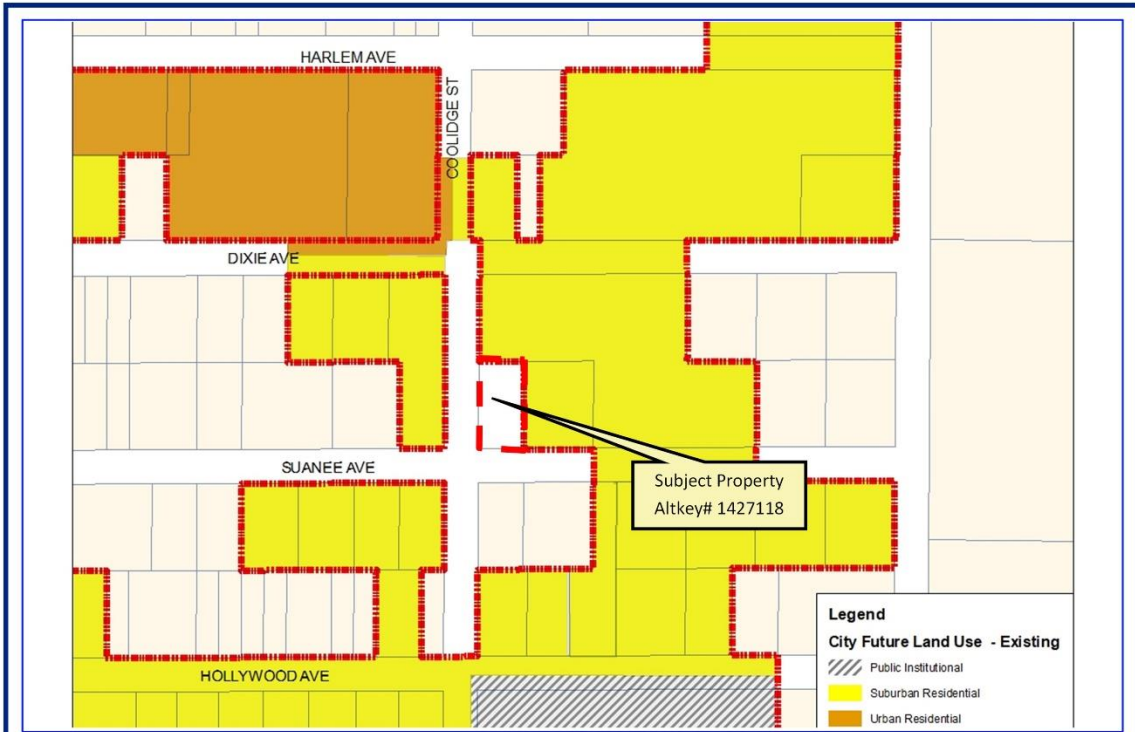 HARLEM AVE
COOLIDGE ST
DIXIE AVE
SUANEE AVE
Subject Property
Altkey# 1427118
HOLLYWOOD AVE
Legend
City Future Land Use - Existing
Public Institutional
Suburban Residential
Urban Residential